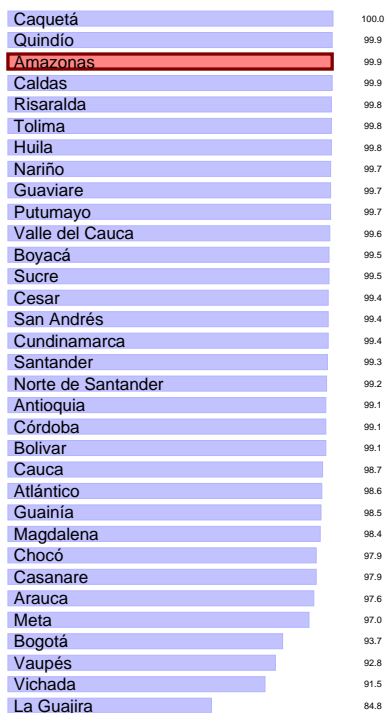 Caquetá 100.0
Quindío 99.9
Amazonas 99.9
Caldas 99.9
Risaralda 99.8
Tolima 99.8
Huila 99.8
Nariño 99.7
Guaviare 99.7
Putumayo 99.7
Valle del Cauca 99.6
Boyacá 99.5
Sucre 99.5
Cesar 99.4
San Andrés 99.4
Cundinamarca 99.4
Santander 99.3
Norte de Santander 99.2
Antioquia 99.1
Córdoba 99.1
Bolivar 99.1
Cauca 98.7
Atlántico 98.6
Guainía 98.5
Magdalena 98.4
Chocó 97.9
Casanare 97.9
Arauca 97.6
Meta 97.0
Bogotá 93.7
Vaupés 92.8
Vichada 91.5
La Guajira 84.8